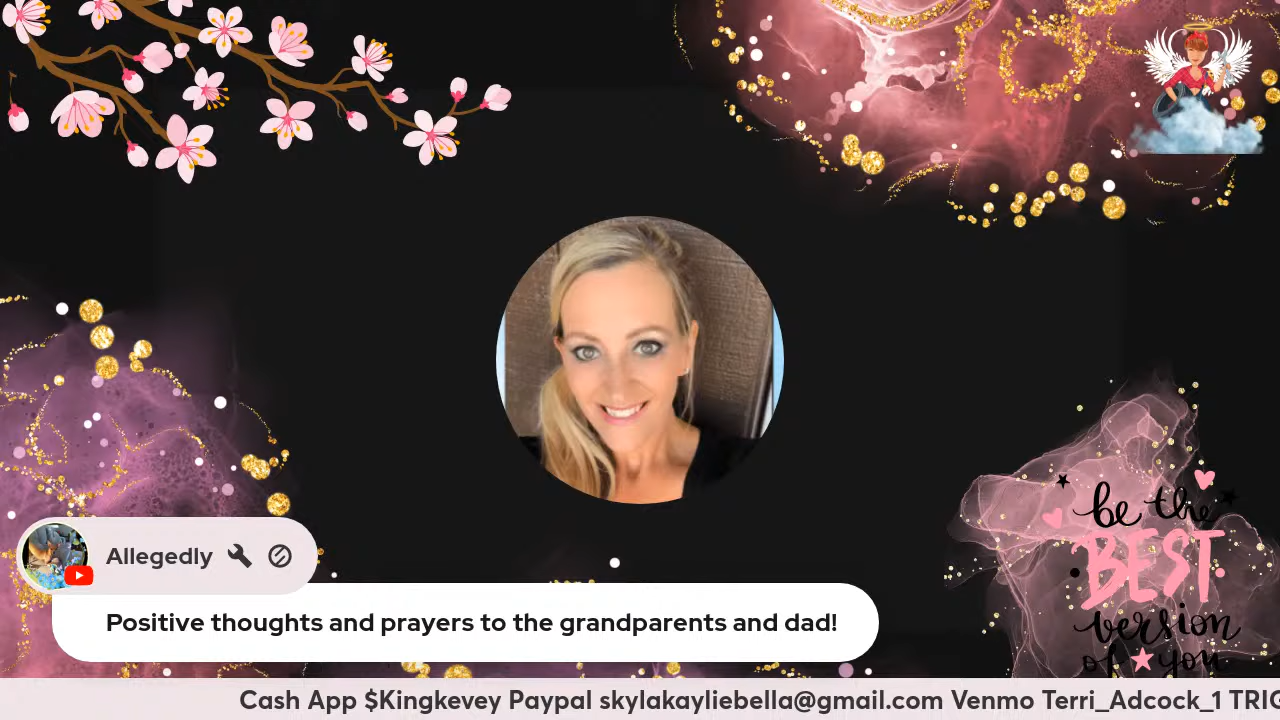 be the
BEST
version
of you
Allegedly
Positive thoughts and prayers to the grandparents and dad!
Cash App $Kingkevey Paypal skylakayliebella@gmail.com Venmo Terri_Adcock_1